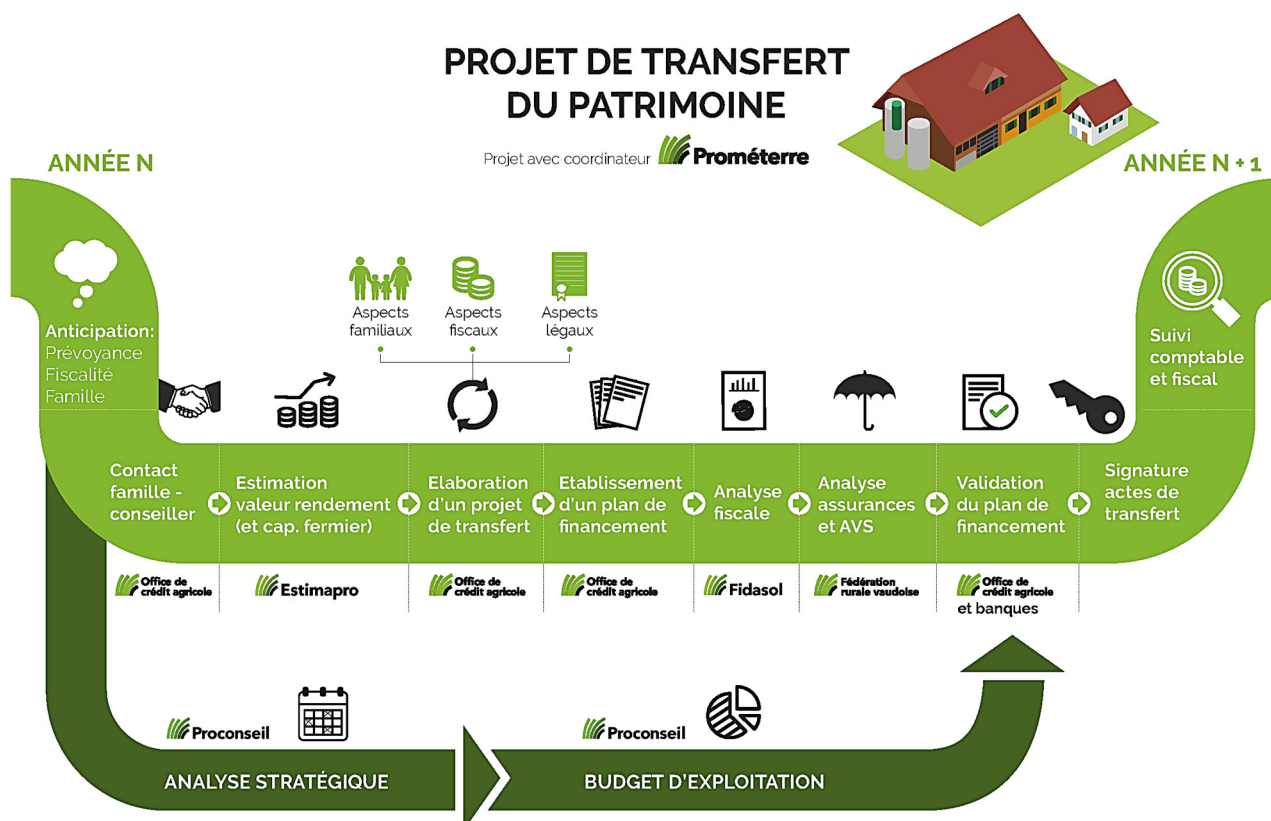 PROJET DE TRANSFERT
DU PATRIMOINE
Projet avec coordinateur Prométerre
ANNÉE N
ANNÉE N + 1
Anticipation:
Prévoyance
Fiscalité
Famille
Aspects
familiaux
Aspects
fiscaux
Aspects
légaux
Suivi
comptable
et fiscal
Contact
famille -
conseiller
Estimation
valeur rendement
(et cap. fermier)
Elaboration
d'un projet
de transfert
Etablissement
d'un plan de
financement
Analyse
fiscale
Analyse
assurances
et AVS
Validation
du plan de
financement
Signature
actes de
transfert
Office de
crédit agricole
Estimapro
Office de
crédit agricole
Office de
crédit agricole
Fidasol
Fédération
rurale vaudoise
Office de
crédit agricole
et banques
Proconseil
Proconseil
ANALYSE STRATÉGIQUE
BUDGET D'EXPLOITATION